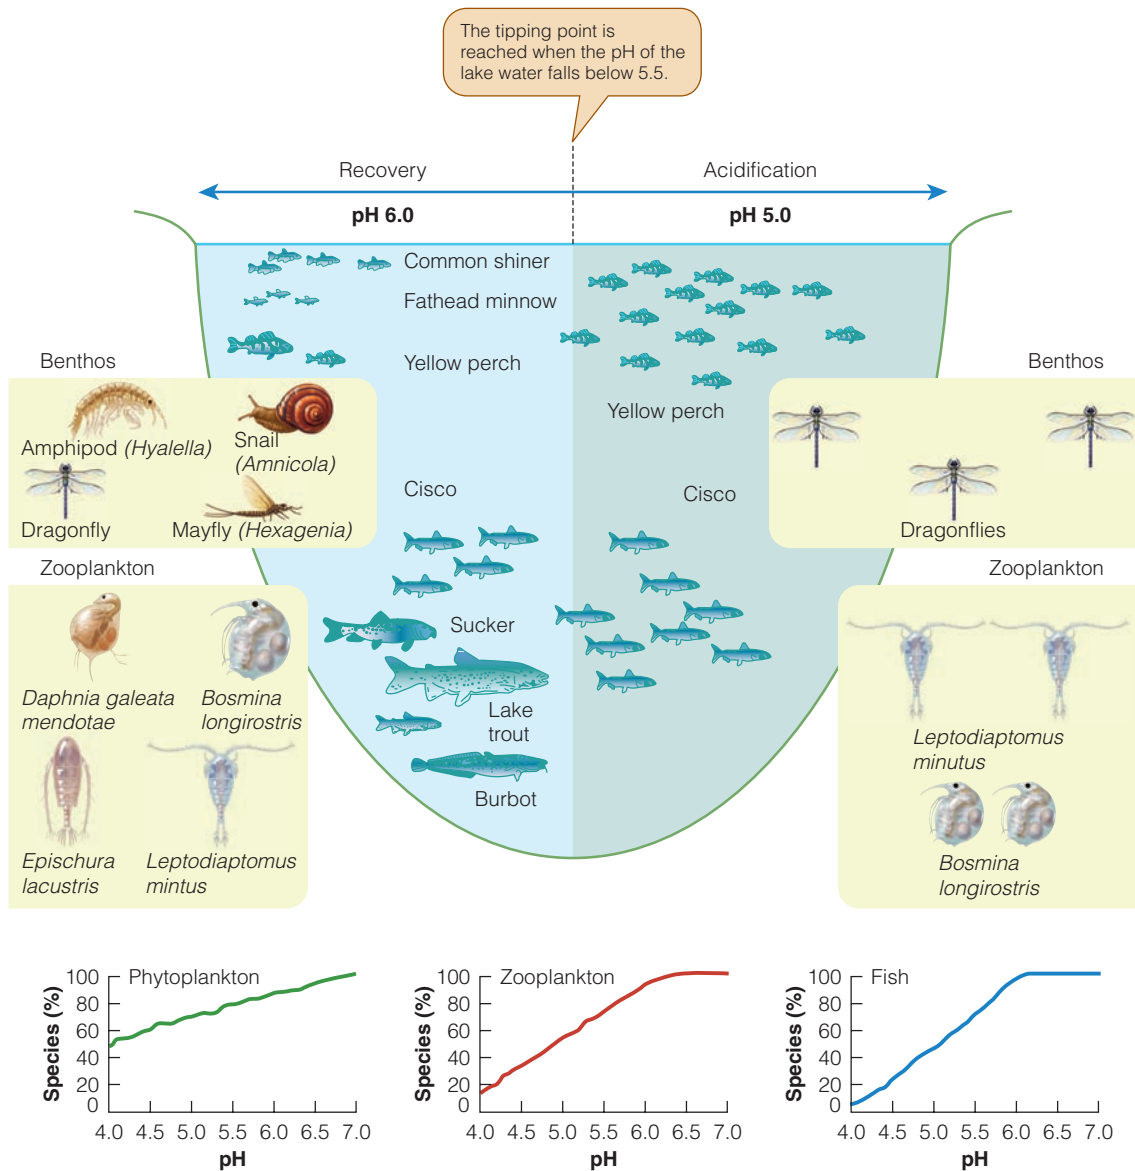 The tipping point is
reached when the pH of the
lake water falls below 5.5.
Recovery
Acidification
pH 6.0
pH 5.0
Common shiner
Fathead minnow
Yellow perch
Cisco
Sucker
Lake
trout
Burbot
Yellow perch
Cisco
Benthos
Amphipod (Hyalella)
Snail
(Amnicola)
Dragonfly
Mayfly (Hexagenia)
Zooplankton
Daphnia galeata
mendotae
Bosmina
longirostris
Epischura
lacustris
Leptodiaptomus
mintus
Benthos
Dragonflies
Zooplankton
Leptodiaptomus
minutus
Bosmina
longirostris
Phytoplankton
Species (%)
100
80
60
40
20
0
4.0 4.5 5.0 5.5 6.0 6.5 7.0
pH
Zooplankton
Species (%)
100
80
60
40
20
0
4.0 4.5 5.0 5.5 6.0 6.5 7.0
pH
Fish
Species (%)
100
80
60
40
20
0
4.0 4.5 5.0 5.5 6.0 6.5 7.0
pH